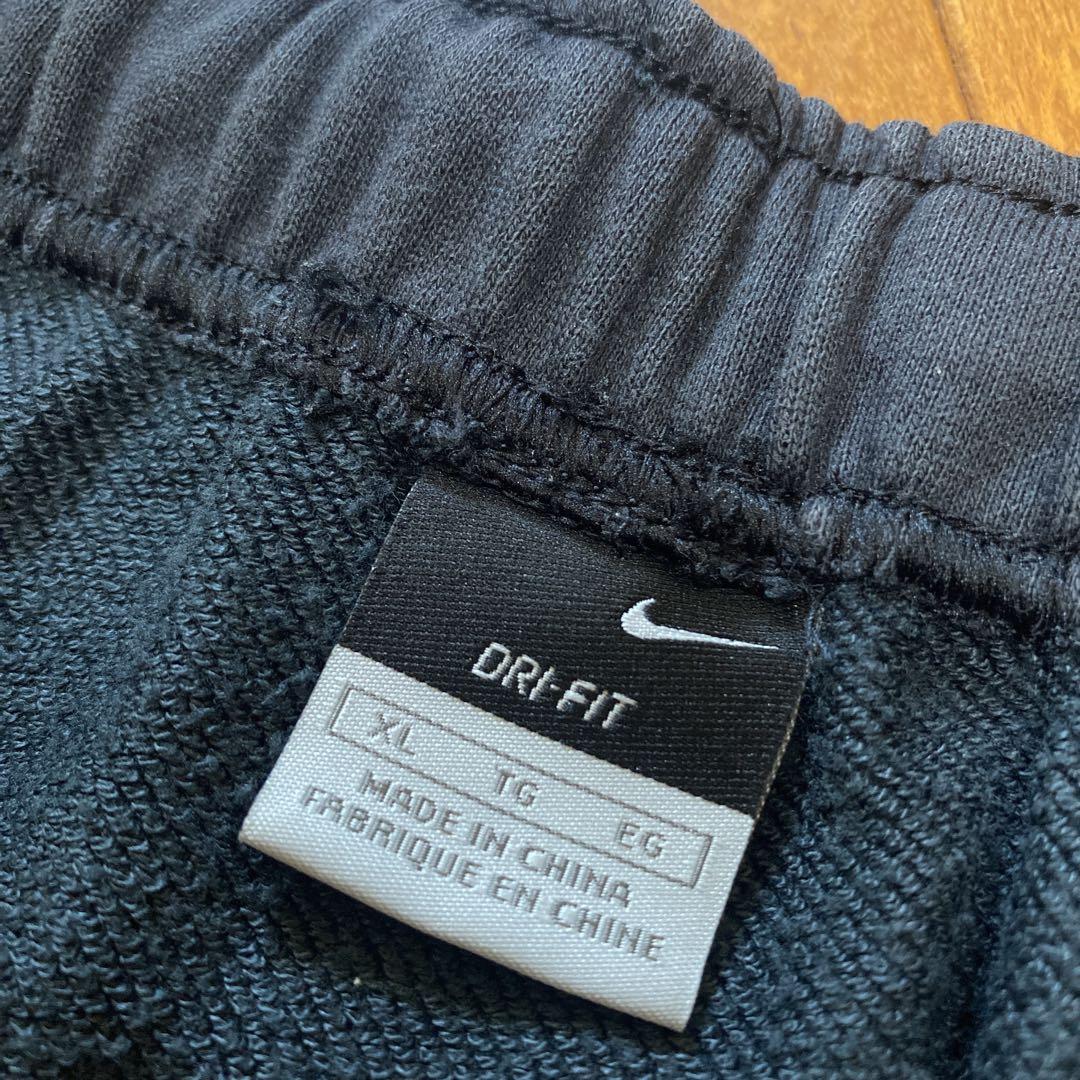 DRI-FIT
XL TG EG
MADE IN CHINA
FABRIQUE EN CHINE